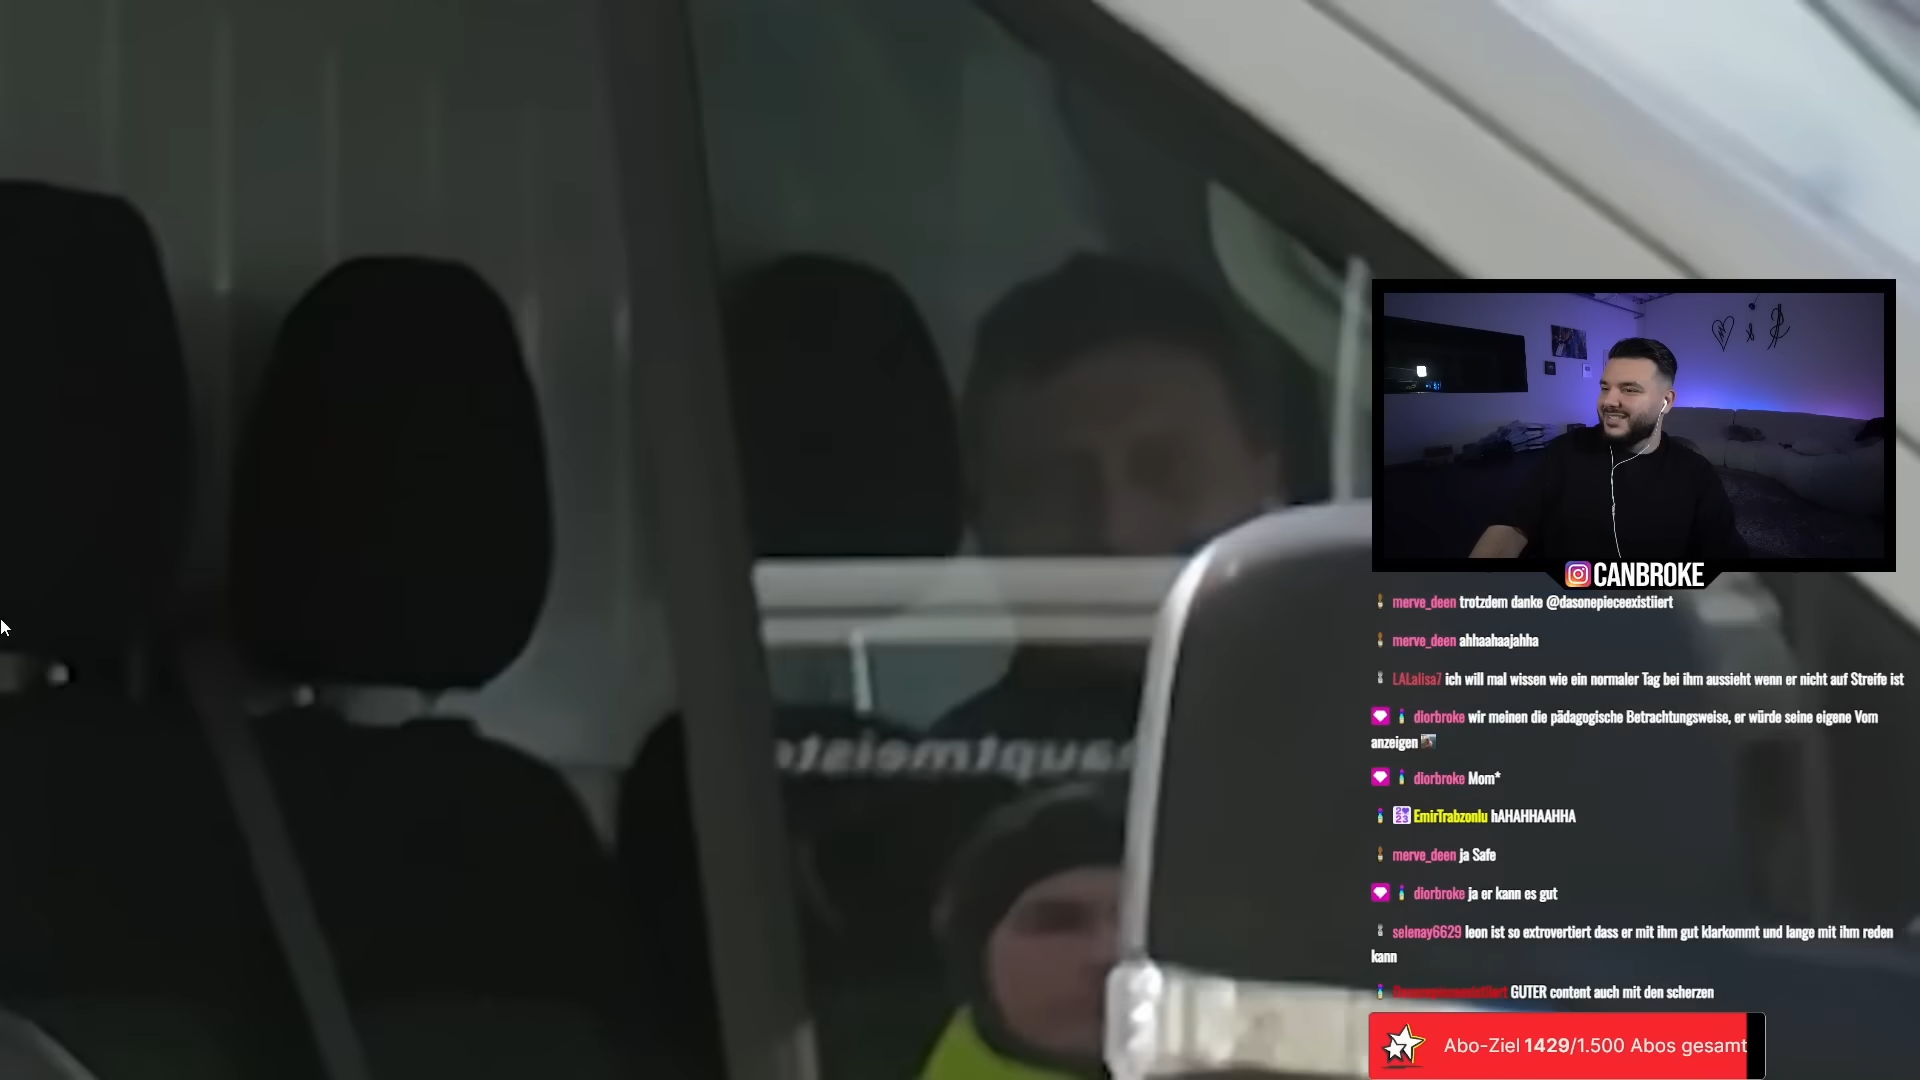 CANBROKE
merve_deen trotzdem danke @dasonepieceexistiiert
merve_deen ahhaahaajahha
LALalisa7 ich will mal wissen wie ein normaler Tag bei ihm aussieht wenn er nicht auf Streife ist
diorbroke wir meinen die pädagogische Betrachtungsweise, er würde seine eigene Vom
anzeigen
diorbroke Mom*
EmirTrabzonlu hAHAHHAAHHA
merve_deen ja Safe
diorbroke ja er kann es gut
selenay6629 leon ist so extrovertiert dass er mit ihm gut klarkommt und lange mit ihm reden
kann
GUTER content auch mit den scherzen
Abo-Ziel 1429/1.500 Abos gesamt